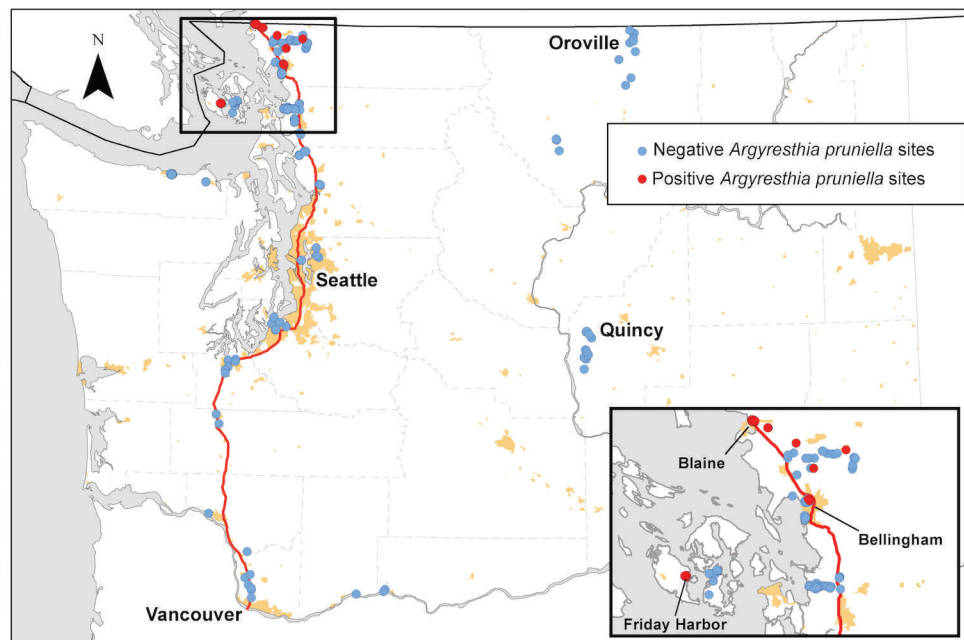 N
Oroville
Negative Argyresthia pruniella sites
Positive Argyresthia pruniella sites
Seattle
Quincy
Blaine
Bellingham
Friday Harbor
Vancouver